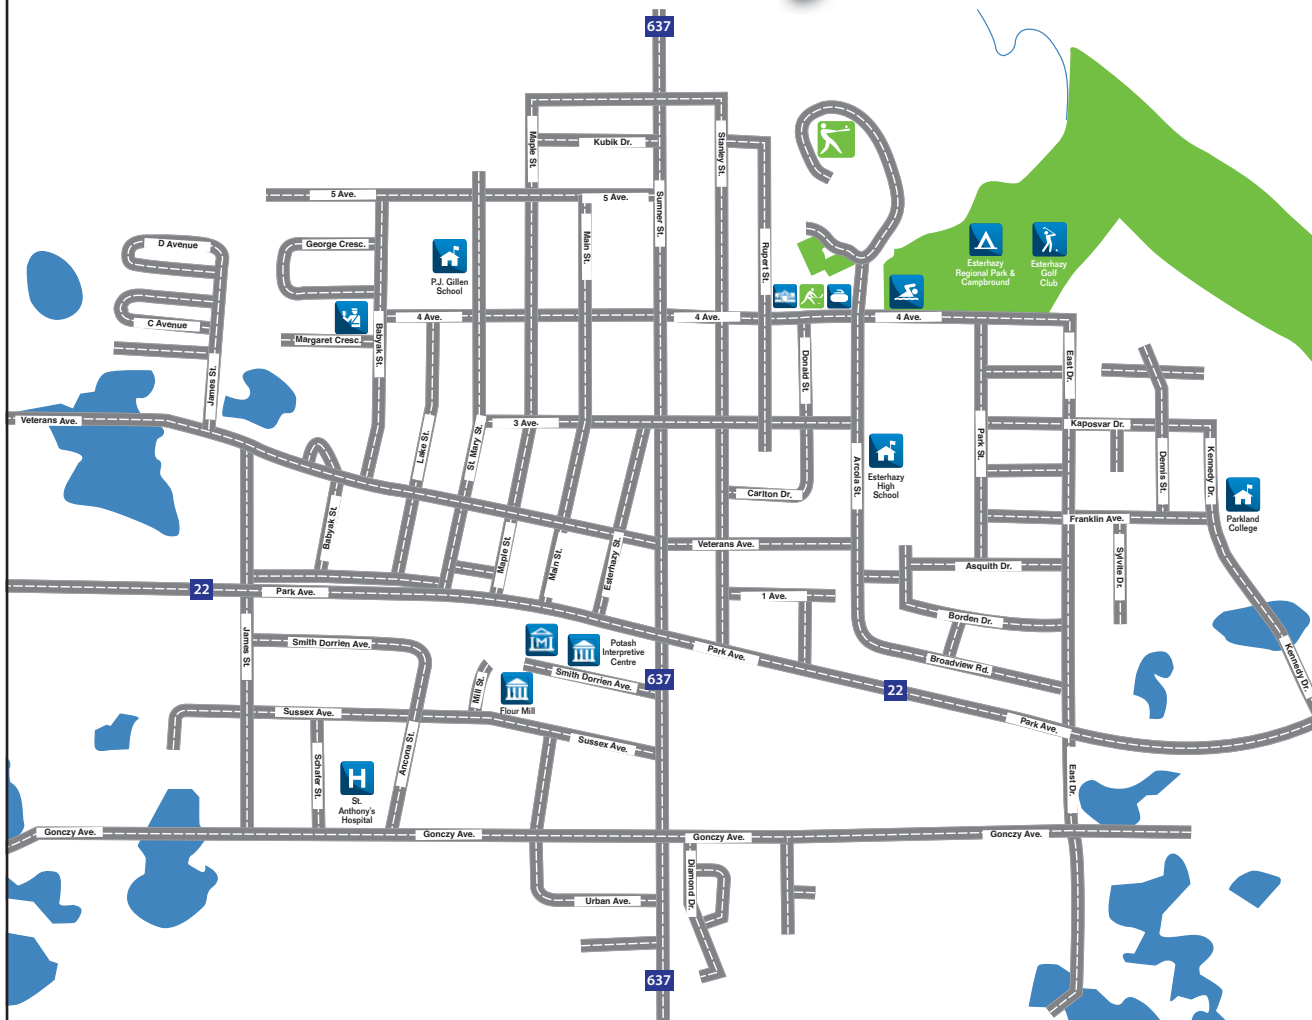 637
Maple St.
Kubik Dr.
Stanley St.
5 Ave.
5 Ave.
Sumner St.
D Avenue
George Cresc.
Main St.
Rupert St.
P.J. Gillen
School
Esterhazy
Regional Park &
Campbround
Esterhazy
Golf
Club
C Avenue
4 Ave.
4 Ave.
4 Ave.
Margaret Cresc.
Babyak St.
James St.
Donald St.
East Dr.
Veterans Ave.
3 Ave.
Kaposvar Dr.
Lake St.
St. Mary St.
Park St.
Arcola St.
Esterhazy
High
School
Dennis St.
Kennedy Dr.
Carlton Dr.
Parkland
College
Babyak St.
Franklin Ave.
Maple St.
Main St.
Esterhazy St.
Veterans Ave.
Asquith Dr.
Sylvite Dr.
22
Park Ave.
1 Ave.
Borden Dr.
James St.
Smith Dorrien Ave.
Potash
Interpretive
Centre
Park Ave.
Broadview Rd.
Kennedy Dr.
Smith Dorrien Ave.
637
22
Mill St.
Flour Mill
Sussex Ave.
Park Ave.
Sussex Ave.
Ancona St.
Schafer St.
East Dr.
H
St.
Anthony's
Hospital
Gonczy Ave.
Gonczy Ave.
Gonczy Ave.
Gonczy Ave.
Diamond Dr.
Urban Ave.
637